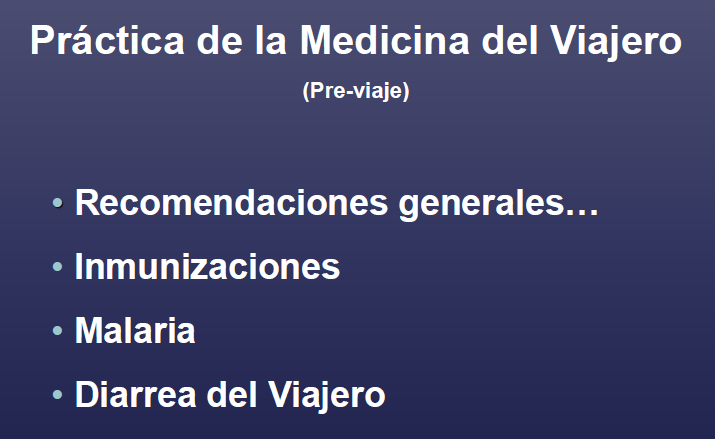 Práctica de la Medicina del Viajero
(Pre-viaje)
• Recomendaciones generales…
• Inmunizaciones
• Malaria
• Diarrea del Viajero